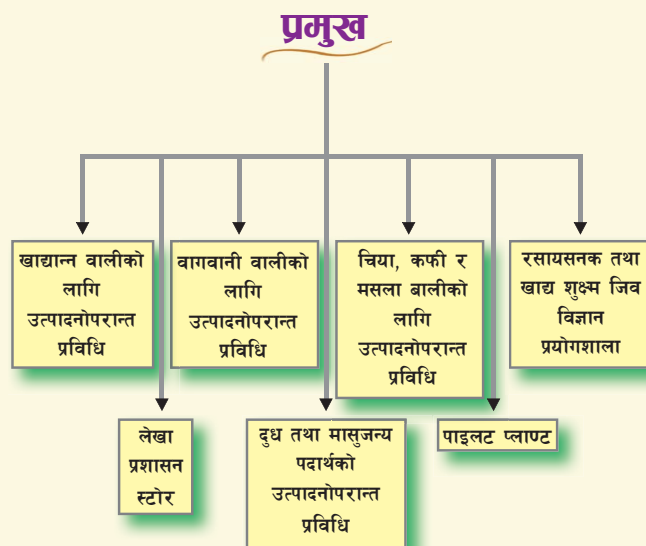 प्रमुख
खाद्यान्न वालीको
लागि
उत्पादनोपरान्त
प्रविधि
वागवानी वालीको
लागि
उत्पादनोपरान्त
प्रविधि
चिया, कफी र
मसला बालीको
लागि
उत्पादनोपरान्त
प्रविधि
रसायसनक तथा
खाद्य शुक्ष्म जिव
विज्ञान
प्रयोगशाला
लेखा
प्रशासन
स्टोर
दुध तथा मासुजन्य
पदार्थको
उत्पादनोपरान्त
प्रविधि
पाइलट प्लाण्ट